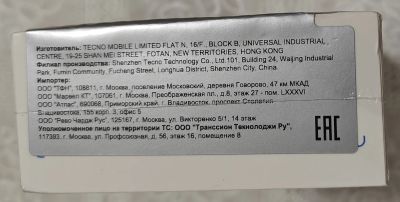 Изготовитель: TECNO MOBILE LIMITED FLAT N, 16/F., BLOCK B, UNIVERSAL INDUSTRIAL
CENTRE, 19-25 SHAN MEI STREET, FOTAN, NEW TERRITORIES, HONG KONG
Филиал производства: Shenzhen Tecno Technology Co., Ltd.101, Building 24, Waijing Industrial
Park, Fumin Community, Fucheng Street, Longhua District, Shenzhen City, China.
Импортер:
ООО "ТФН", 108811, г. Москва, поселение Московский, деревня Говорово, 47 км МКАД
ООО "Марвел КТ", 107061, г. Москва, Преображенская пл., д.8, этаж 27 - пом. LXXXVI
ООО "Атлас", 690068, Приморский край, г. Владивосток, проспект Столетия
Владивостока, 155 корп. 3, офис 5
ООО "Рево Чардж Рус", 125167, г. Москва, ул. Викторенко 5/1, 14 этаж
Уполномоченное лицо на территории ТС: ООО "Трансснон Текнолоджи Ру",
117393, г. Москва, ул. Профсоюзная, д. 56, этаж 16, помещение 8
EAC